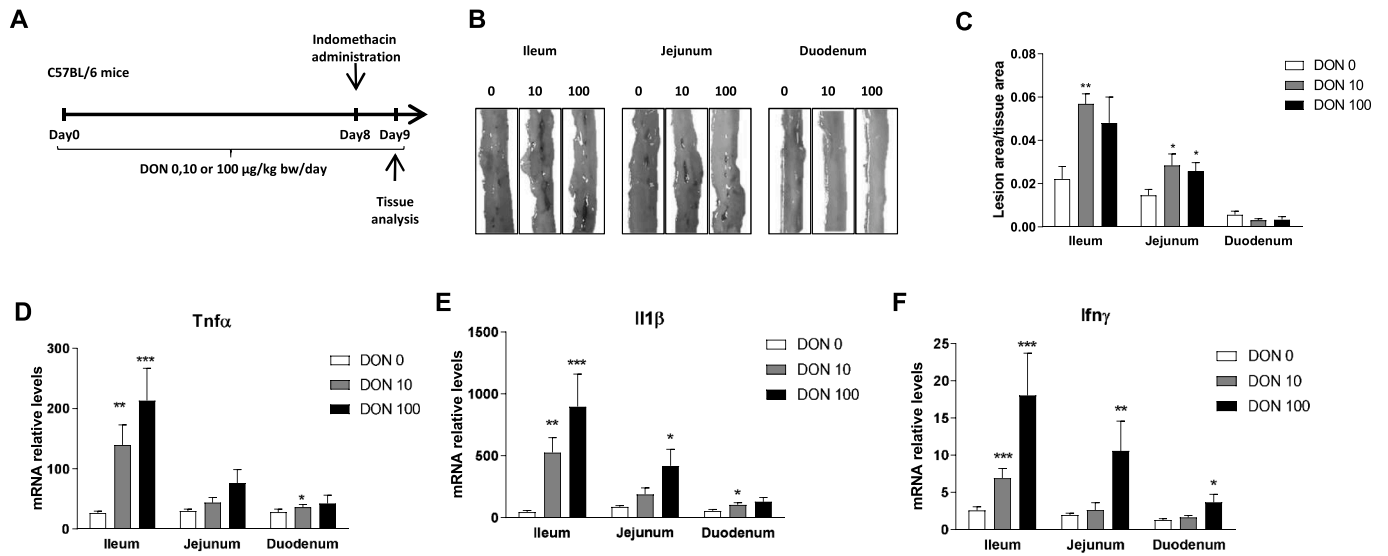 A
Indomethacin
administration
C57BL/6 mice
Day0
Day8
Day9
DON 0,10 or 100 µg/kg bw/day
Tissue
analysis
B
Ileum
Jejunum
Duodenum
0 10 100
0 10 100
0 10 100
C
Lesion area/tissue area
0.08
0.06
0.04
0.02
0.00
**
*
*
Ileum
Jejunum
Duodenum
DON 0
DON 10
DON 100
D
Tnfα
mRNA relative levels
300
200
100
0
**
***
*
Ileum
Jejunum
Duodenum
DON 0
DON 10
DON 100
E
Il1β
mRNA relative levels
1500
1000
500
0
**
***
*
*
Ileum
Jejunum
Duodenum
DON 0
DON 10
DON 100
F
Ifnγ
mRNA relative levels
25
20
15
10
5
0
***
***
**
*
Ileum
Jejunum
Duodenum
DON 0
DON 10
DON 100